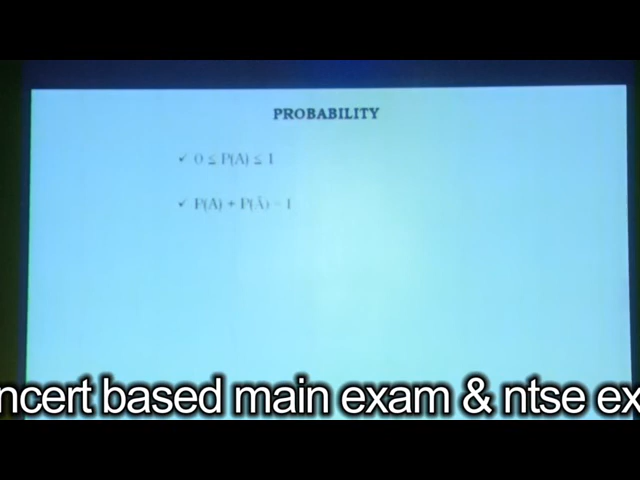 PROBABILITY
✓ 0 ≤ P(A) ≤ 1
✓ P(A) + P(Ā) = 1
ncert based main exam & ntse ex